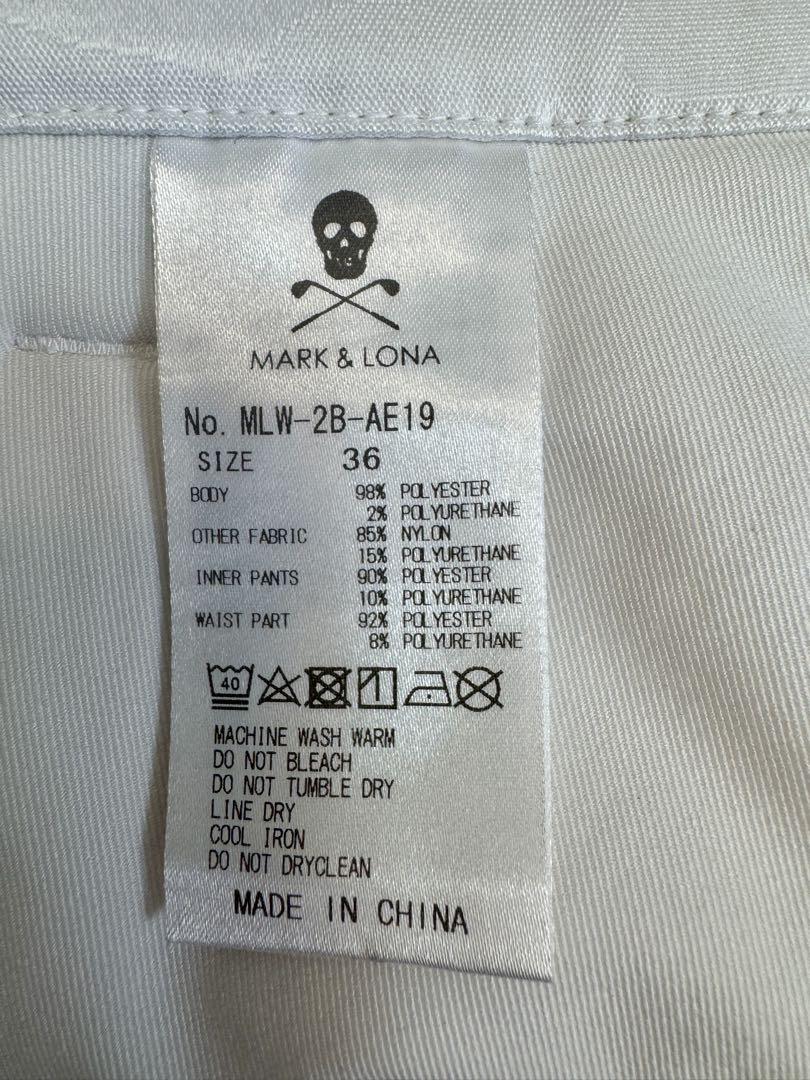 MARK & LONA
No. MLW-2B-AE19
SIZE 36
BODY 98% POLYESTER
2% POLYURETHANE
OTHER FABRIC 85% NYLON
15% POLYURETHANE
INNER PANTS 90% POLYESTER
10% POLYURETHANE
WAIST PART 92% POLYESTER
8% POLYURETHANE
40
MACHINE WASH WARM
DO NOT BLEACH
DO NOT TUMBLE DRY
LINE DRY
COOL IRON
DO NOT DRYCLEAN
MADE IN CHINA